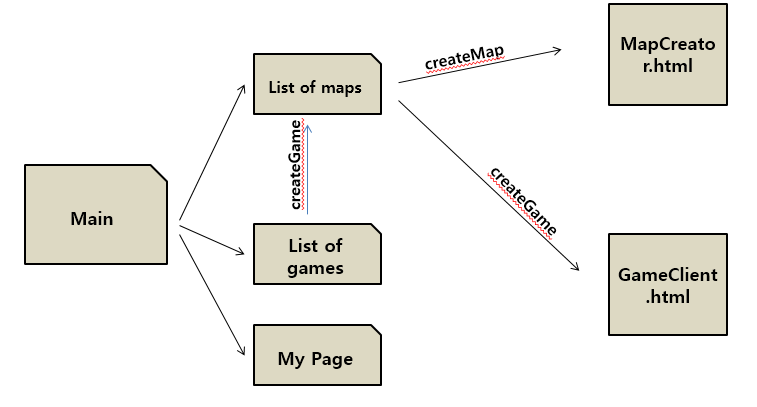 Main
List of maps
createGame
List of
games
My Page
createMap
createGame
MapCreato
r.html
GameClient
.html